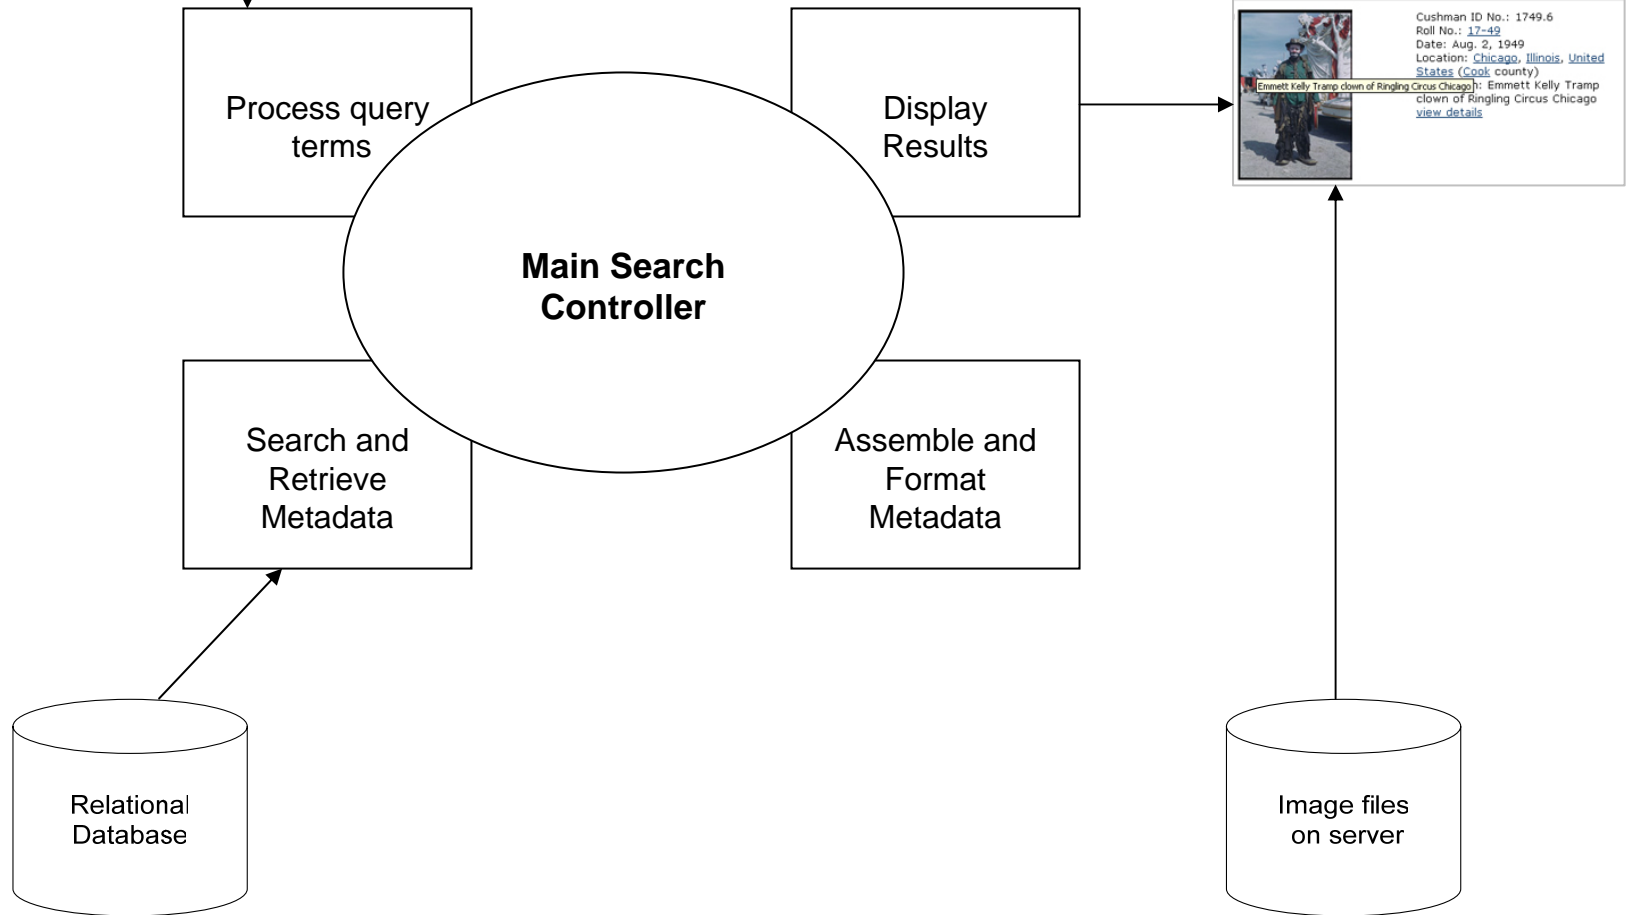 Process query
terms
Display
Results
Cushman ID No.: 1749.6
Roll No.: 17-49
Date: Aug. 2, 1949
Location: Chicago, Illinois, United
States (Cook county)
Emmett Kelly Tramp clown of Ringling Circus Chicago
n: Emmett Kelly Tramp
clown of Ringling Circus Chicago
view details
Main Search
Controller
Search and
Retrieve
Metadata
Assemble and
Format
Metadata
Relational
Database
Image files
on server